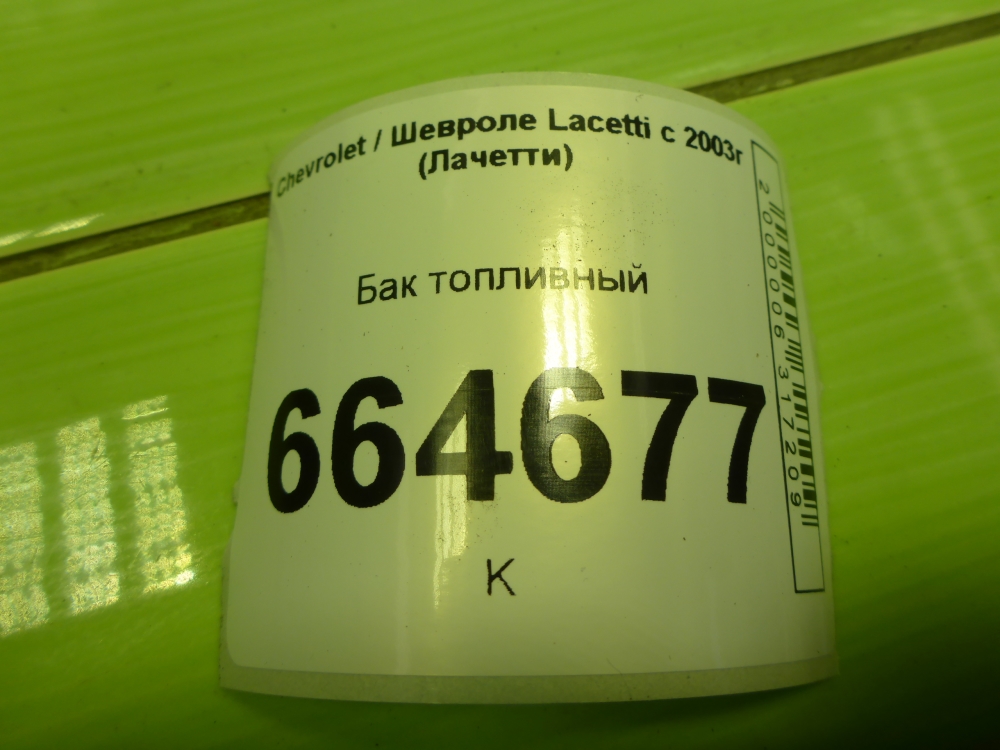 Chevrolet / Шевроле Lacetti с 2003г
(Лачетти)
Бак топливный
664677
К
2000006317209